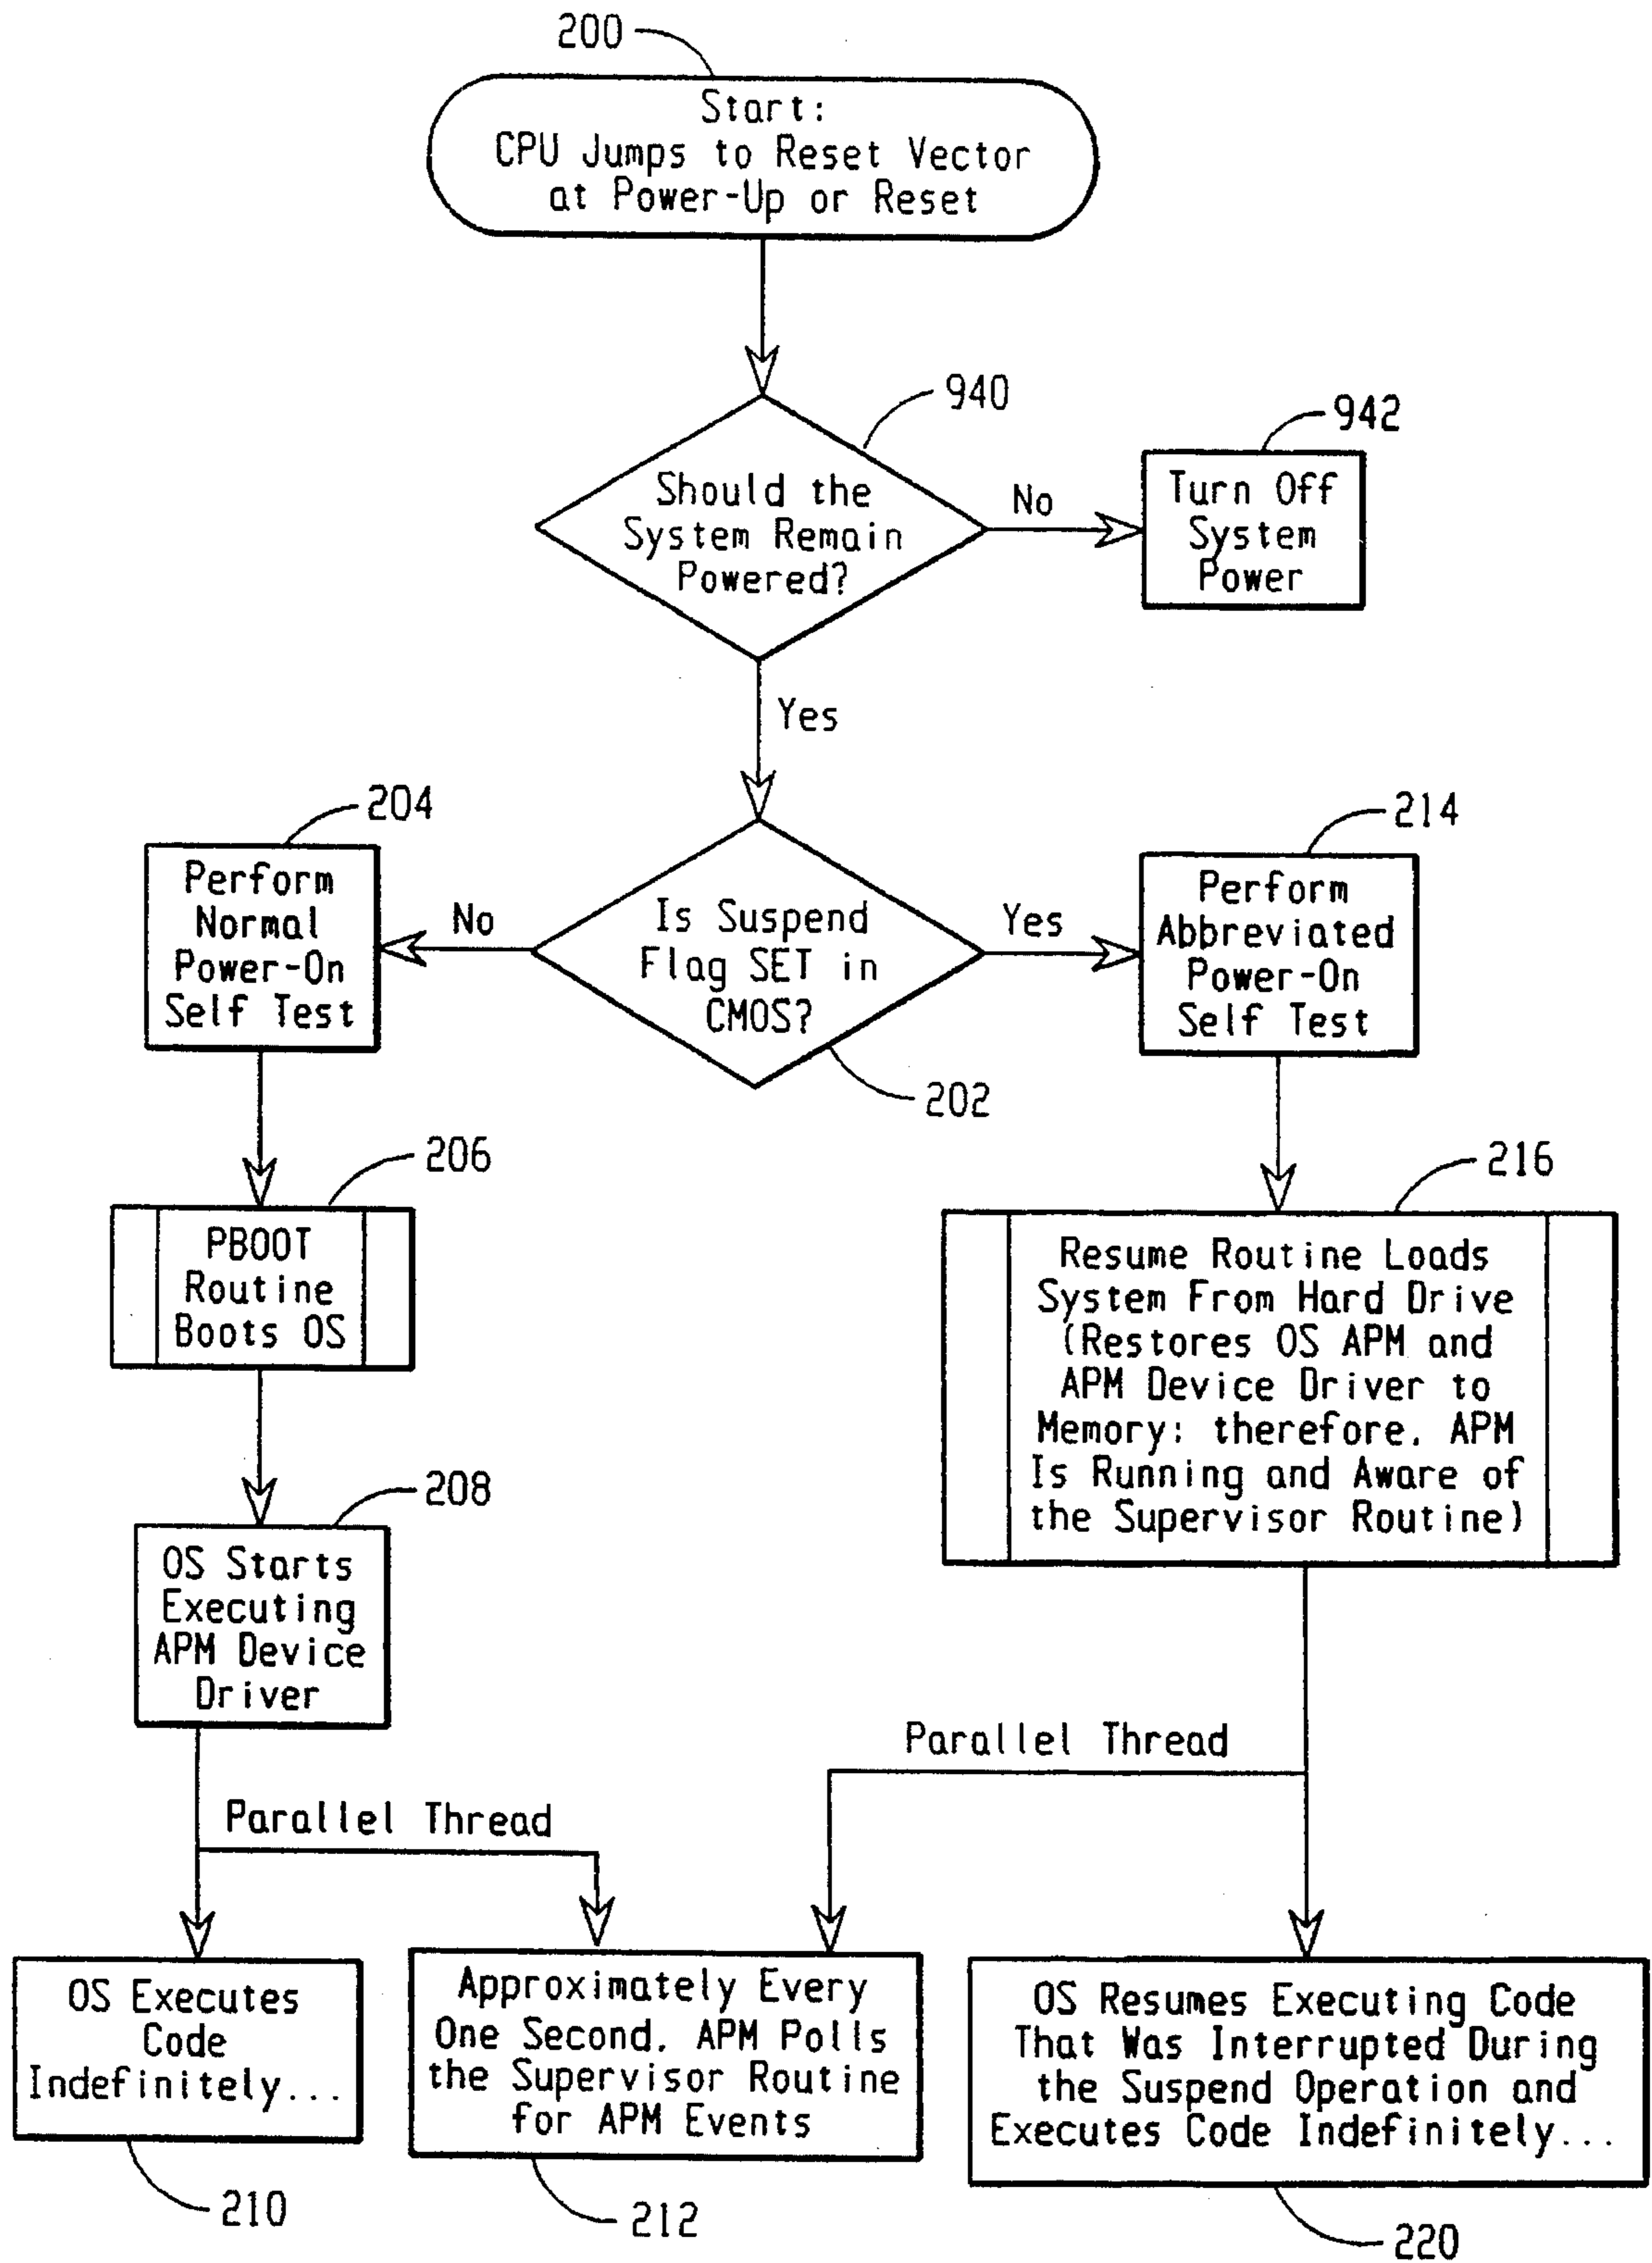 200
Start:
CPU Jumps to Reset Vector
at Power-Up or Reset
940
Should the
System Remain
Powered?
No
942
Turn Off
System
Power
Yes
204
Perform
Normal
Power-On
Self Test
No
Is Suspend
Flag SET in
CMOS?
202
Yes
214
Perform
Abbreviated
Power-On
Self Test
206
PBOOT
Routine
Boots OS
216
Resume Routine Loads
System From Hard Drive
(Restores OS APM and
APM Device Driver to
Memory; therefore, APM
Is Running and Aware of
the Supervisor Routine)
208
OS Starts
Executing
APM Device
Driver
Parallel Thread
Parallel Thread
OS Executes
Code
Indefinitely...
210
Approximately Every
One Second, APM Polls
the Supervisor Routine
for APM Events
212
OS Resumes Executing Code
That Was Interrupted During
the Suspend Operation and
Executes Code Indefinitely...
220